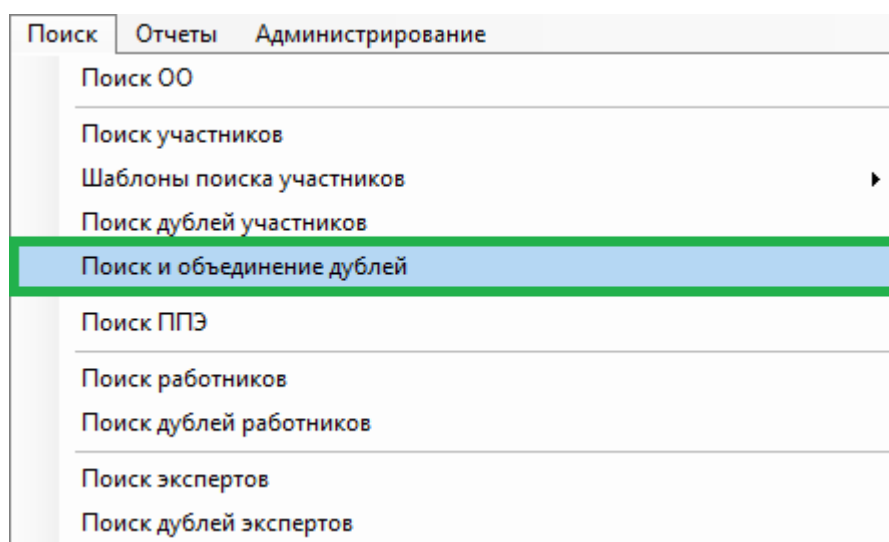 Поиск Отчеты Администрирование
Поиск ОО
Поиск участников
Шаблоны поиска участников
Поиск дублей участников
Поиск и объединение дублей
Поиск ППЭ
Поиск работников
Поиск дублей работников
Поиск экспертов
Поиск дублей экспертов